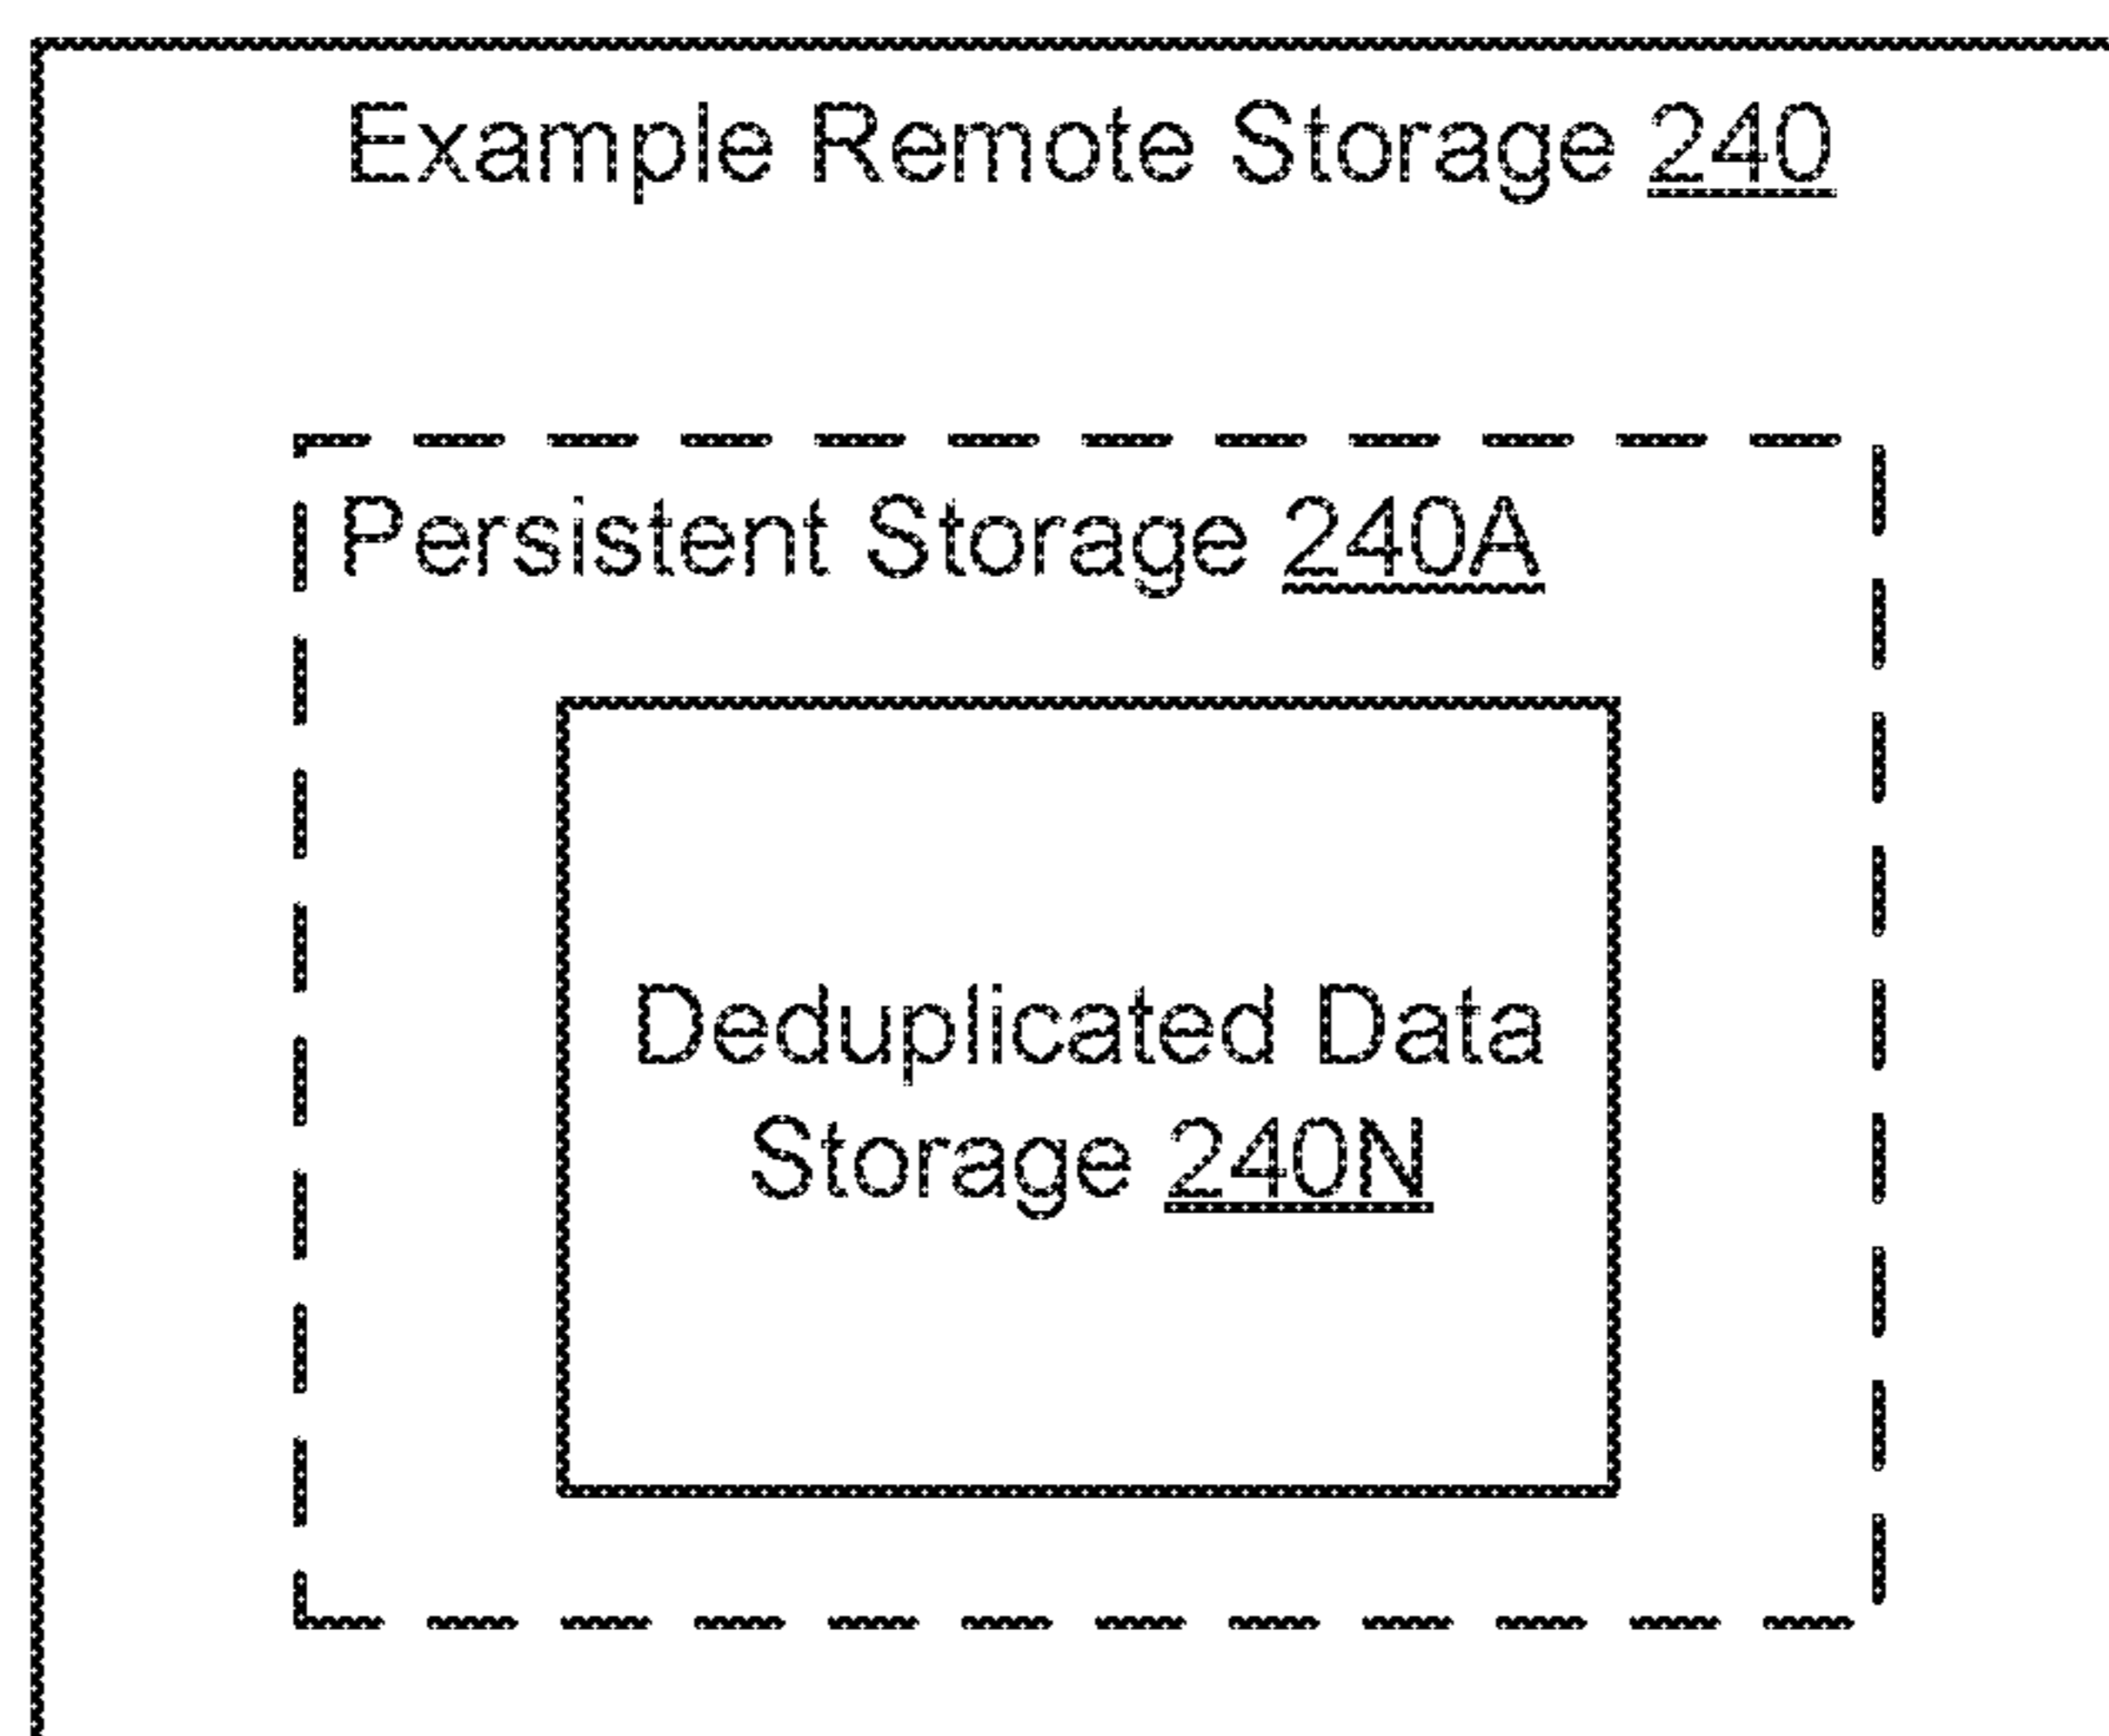 Example Remote Storage 240
Persistent Storage 240A
Deduplicated Data
Storage 240N